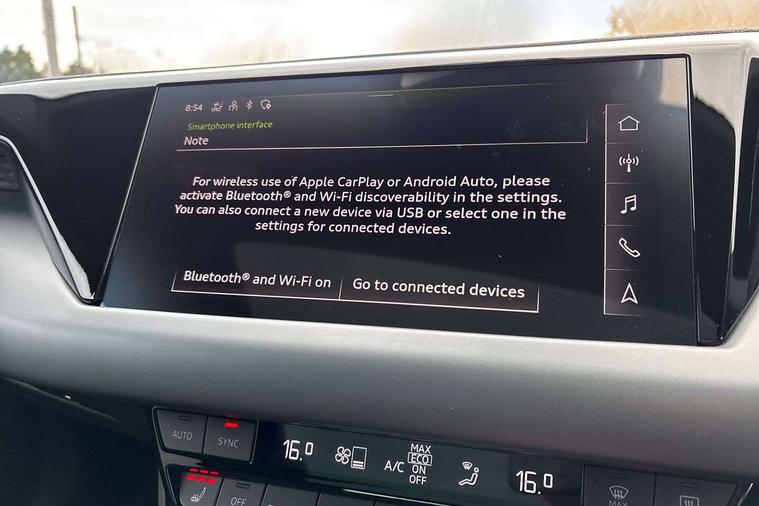 8:54
Smartphone interface
Note
For wireless use of Apple CarPlay or Android Auto, please
activate Bluetooth® and Wi-Fi discoverability in the settings.
You can also connect a new device via USB or select one in the
settings for connected devices.
Bluetooth® and Wi-Fi on
Go to connected devices
AUTO
SYNC
16.0
A/C
MAX
ECO
ON
OFF
16.0
OFF
MAX